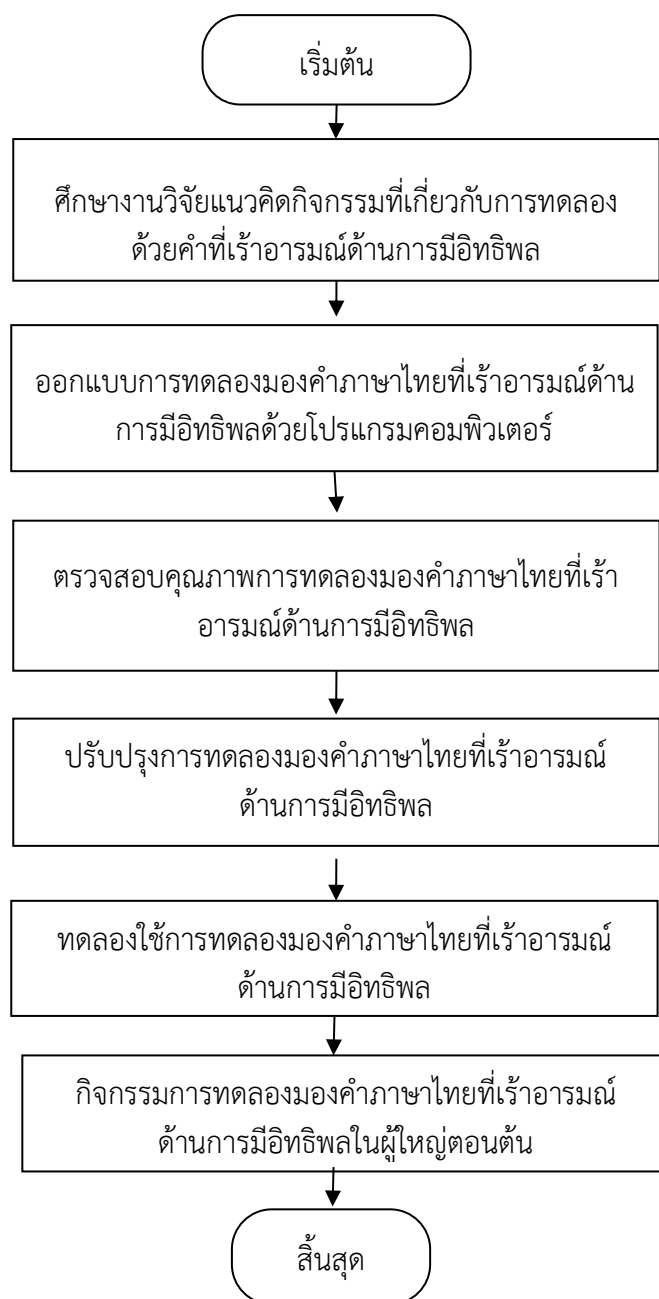 เริ่มต้น
ศึกษางานวิจัยแนวคิดกิจกรรมที่เกี่ยวกับการทดลอง
ด้วยคำที่เร้าอารมณ์ด้านการมีอิทธิพล
ออกแบบการทดลองมองคำภาษาไทยที่เร้าอารมณ์ด้าน
การมีอิทธิพลด้วยโปรแกรมคอมพิวเตอร์
ตรวจสอบคุณภาพการทดลองมองคำภาษาไทยที่เร้า
อารมณ์ด้านการมีอิทธิพล
ปรับปรุงการทดลองมองคำภาษาไทยที่เร้าอารมณ์
ด้านการมีอิทธิพล
ทดลองใช้การทดลองมองคำภาษาไทยที่เร้าอารมณ์
ด้านการมีอิทธิพล
กิจกรรมการทดลองมองคำภาษาไทยที่เร้าอารมณ์
ด้านการมีอิทธิพลในผู้ใหญ่ตอนต้น
สิ้นสุด